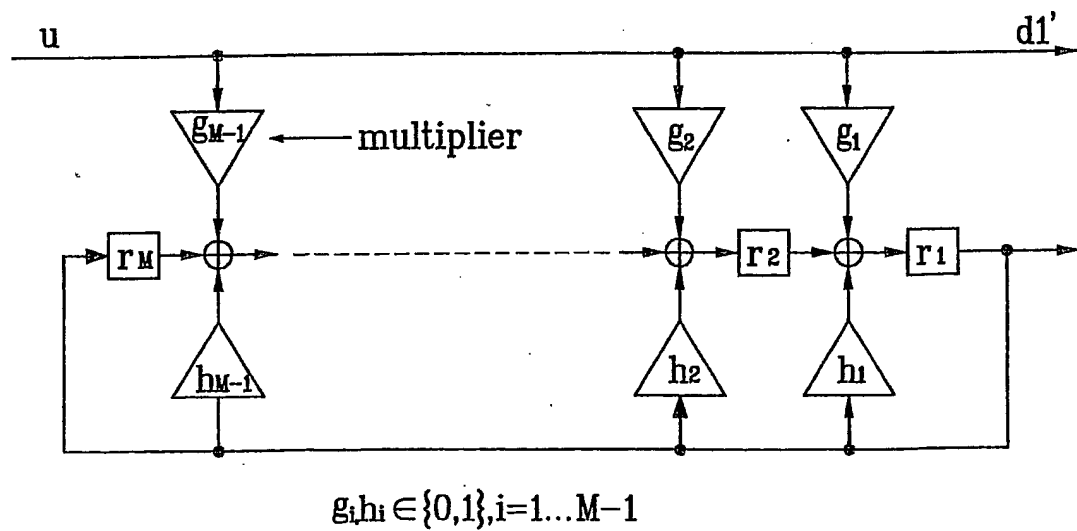 u d1'
gM-1 multiplier g2 g1
rM r2 r1
hM-1 h2 h1
gi,hi∈{0,1},i=1...M-1